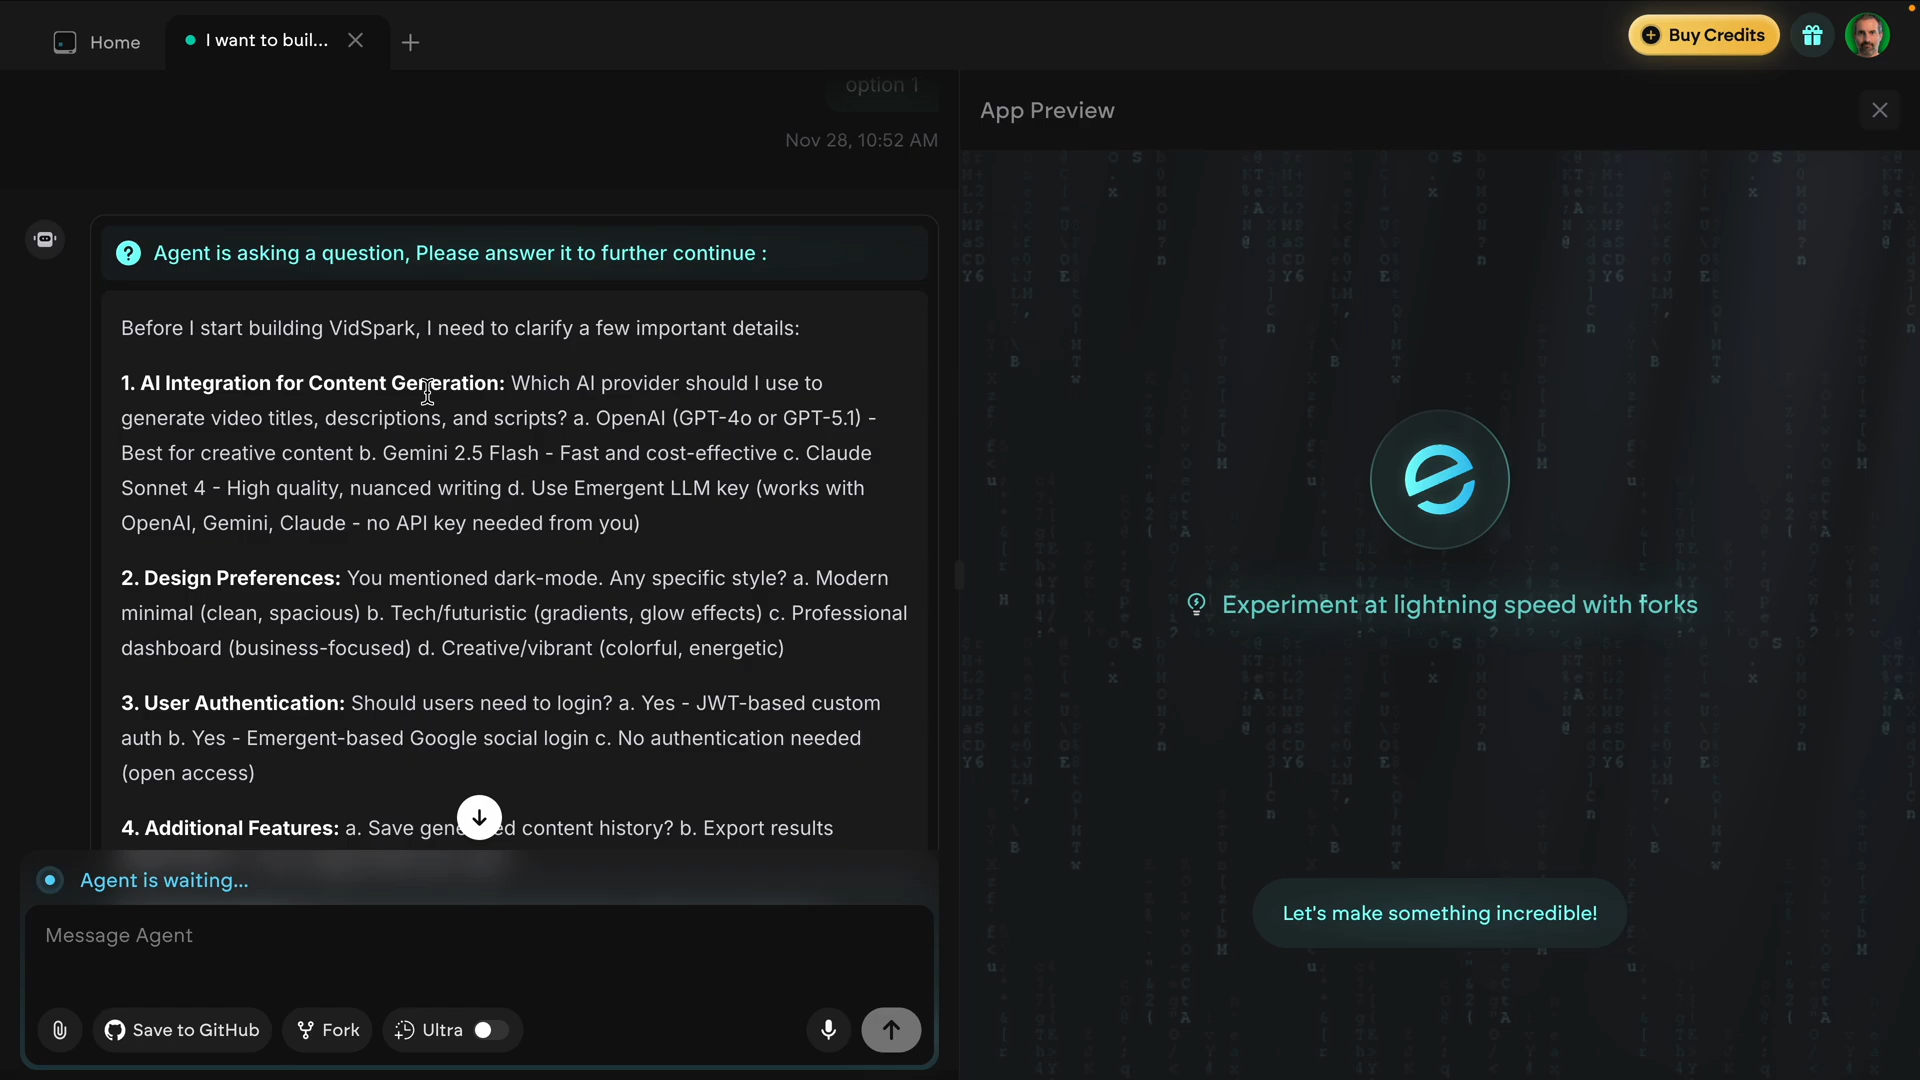 Home
I want to buil...
Buy Credits
option 1
Nov 28, 10:52 AM
App Preview
Agent is asking a question, Please answer it to further continue :
Before I start building VidSpark, I need to clarify a few important details:
1. AI Integration for Content Generation: Which AI provider should I use to
generate video titles, descriptions, and scripts? a. OpenAI (GPT-4o or GPT-5.1) -
Best for creative content b. Gemini 2.5 Flash - Fast and cost-effective c. Claude
Sonnet 4 - High quality, nuanced writing d. Use Emergent LLM key (works with
OpenAI, Gemini, Claude - no API key needed from you)
2. Design Preferences: You mentioned dark-mode. Any specific style? a. Modern
minimal (clean, spacious) b. Tech/futuristic (gradients, glow effects) c. Professional
dashboard (business-focused) d. Creative/vibrant (colorful, energetic)
3. User Authentication: Should users need to login? a. Yes - JWT-based custom
auth b. Yes - Emergent-based Google social login c. No authentication needed
(open access)
4. Additional Features: a. Save content history? b. Export results
Agent is waiting...
Message Agent
Save to GitHub
Fork
Ultra
Experiment at lightning speed with forks
Let's make something incredible!